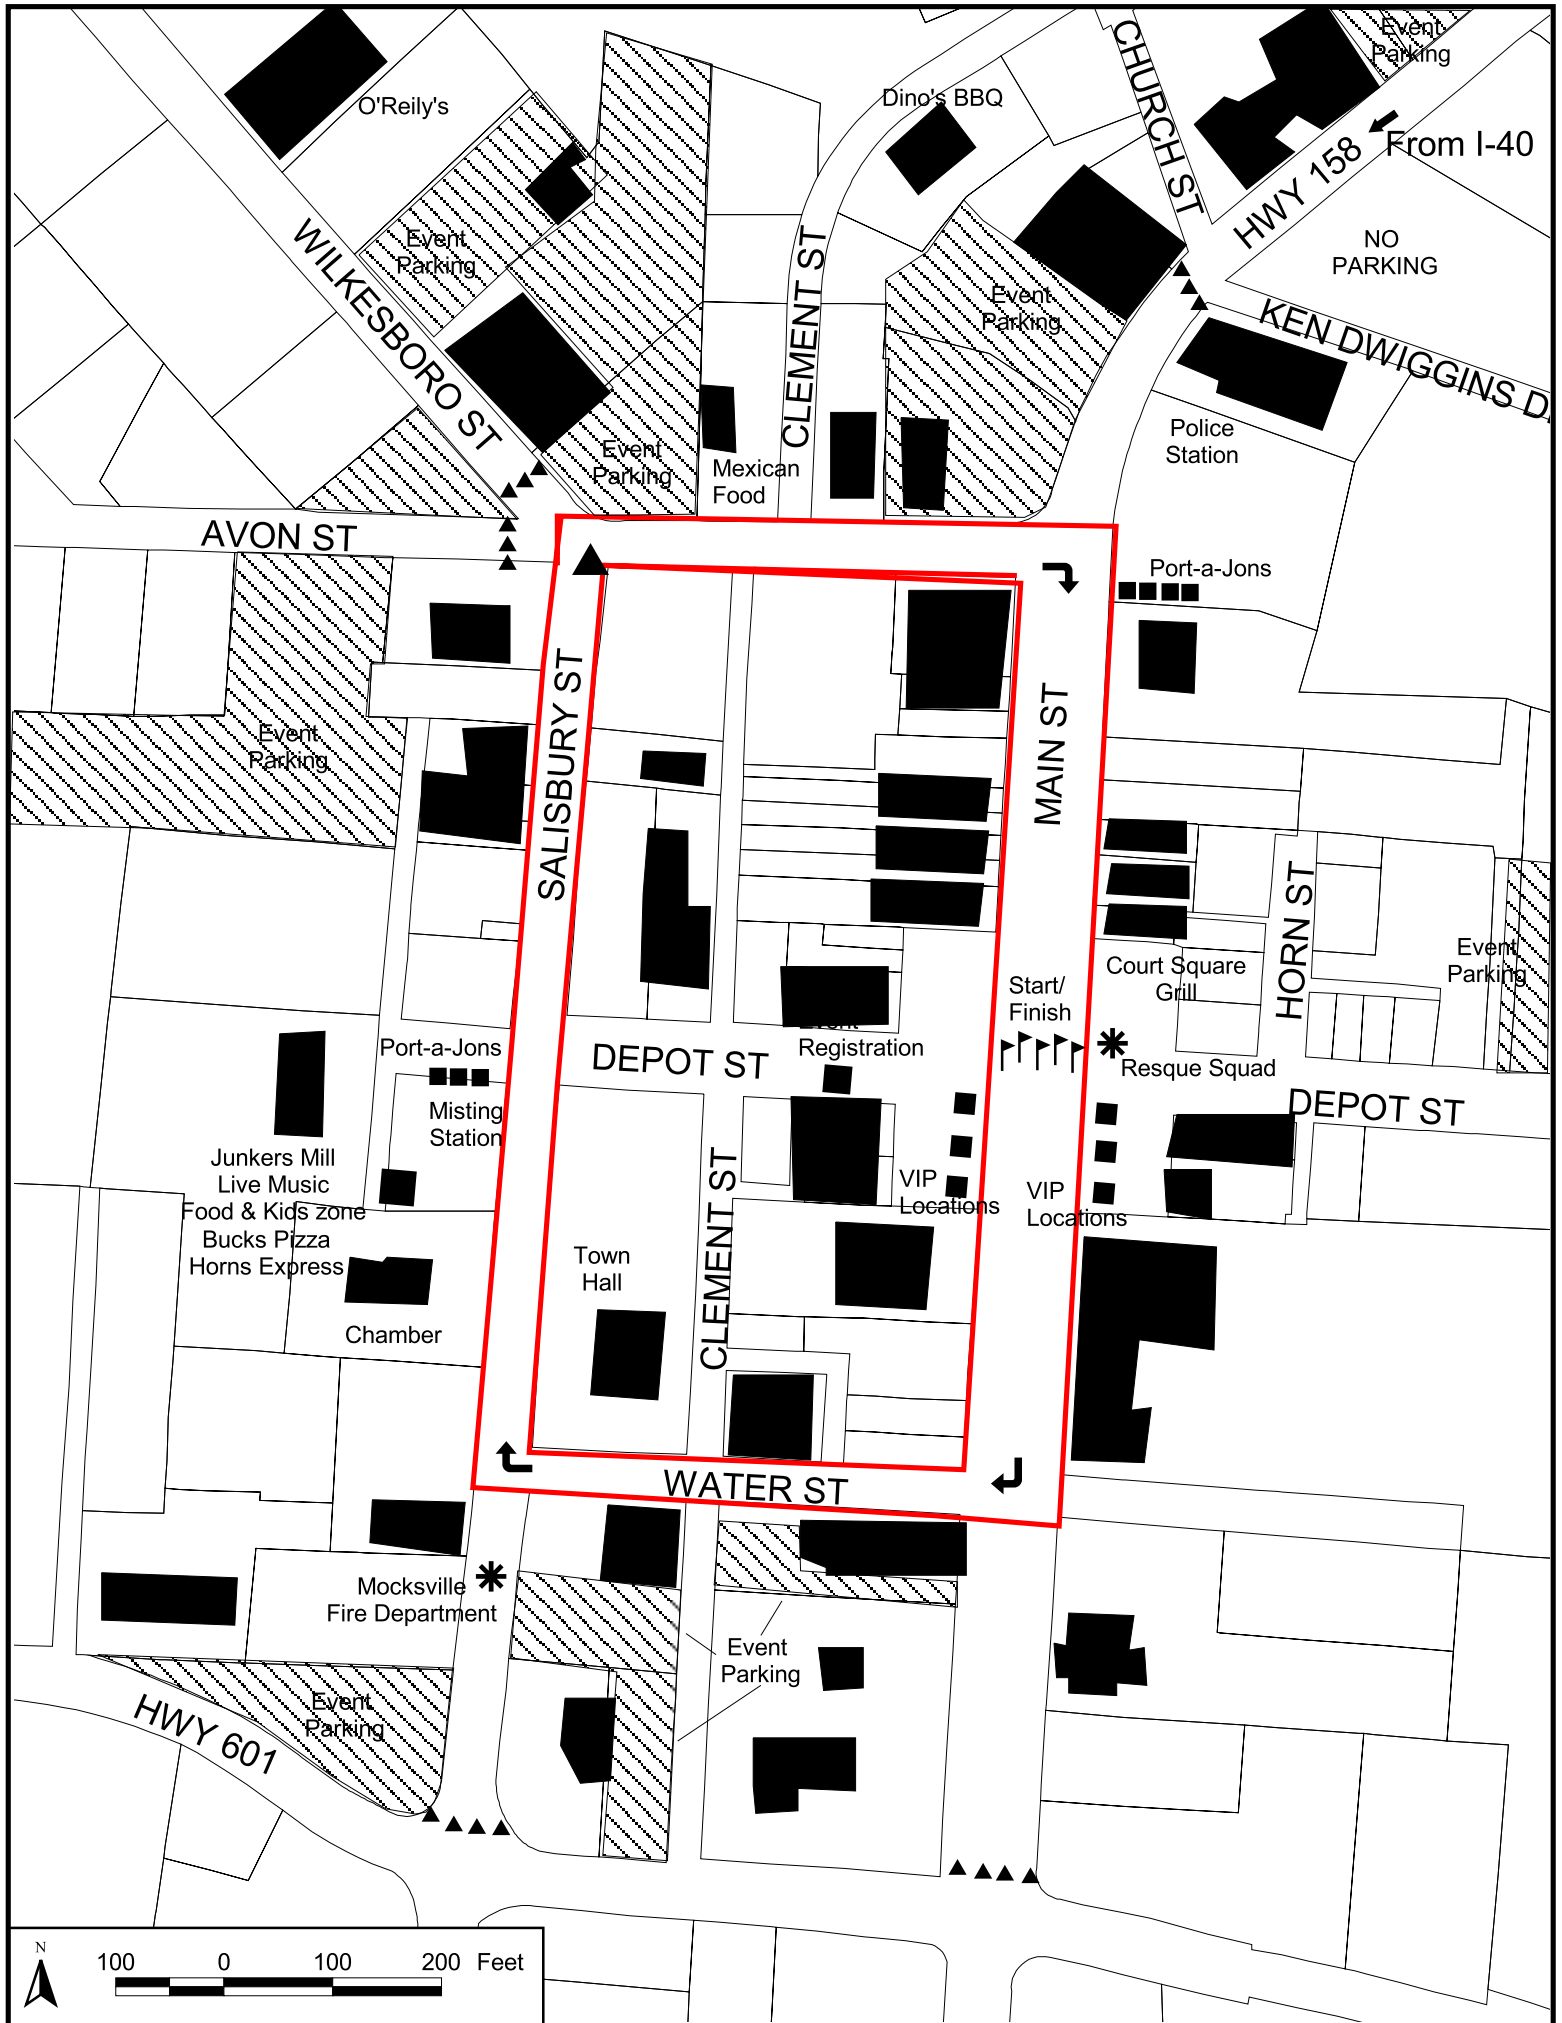 Event
Parking
CHURCH ST
O'Reily's
Dino's BBQ
From I-40
HWY 158
NO
PARKING
Event
Parking
WILKESBORO ST
CLEMENT ST
Event
Parking
KEN DWIGGINS D
Police
Station
Event
Parking
Mexican
Food
AVON ST
Port-a-Jons
SALISBURY ST
MAIN ST
Event
Parking
HORN ST
Event
Parking
Court Square
Grill
Start/
Finish
Event
Registration
Port-a-Jons
DEPOT ST
Resque Squad
Misting
Station
DEPOT ST
Junkers Mill
Live Music
Food & Kids zone
Bucks Pizza
Horns Express
VIP
Locations
VIP
Locations
CLEMENT ST
Town
Hall
Chamber
WATER ST
Mocksville
Fire Department
Event
Parking
Event
Parking
HWY 601
N
100 0 100 200 Feet